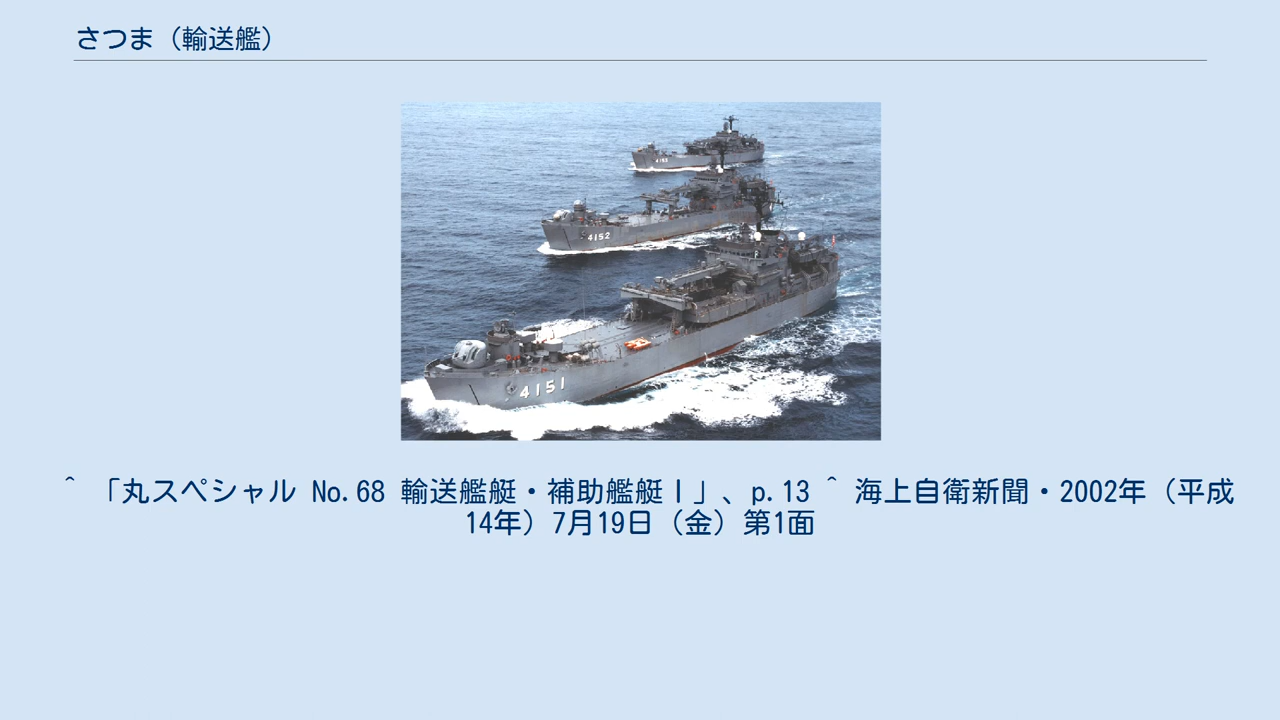 さつま（輸送艦）
4153
4152
4151
^ 「丸スペシャル No.68 輸送艦艇・補助艦艇Ⅰ」、p.13 ^ 海上自衛新聞・2002年（平成
14年）7月19日（金）第1面